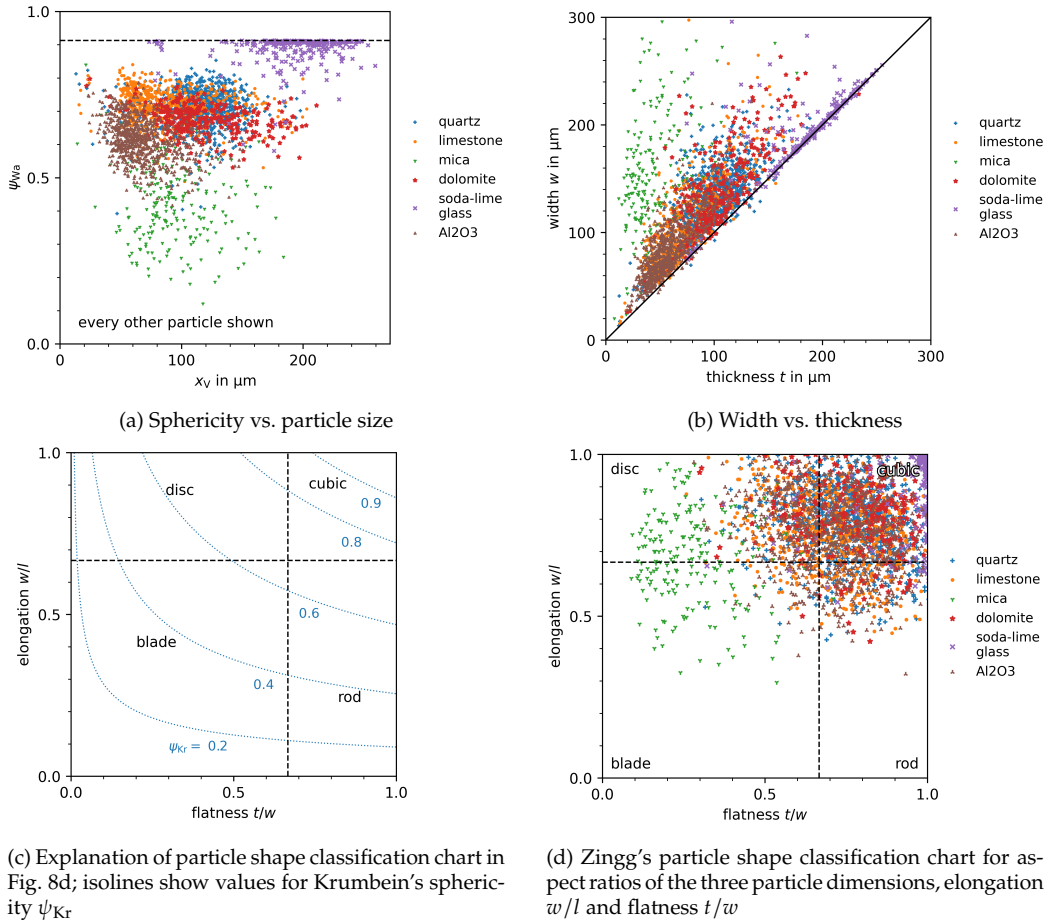 1.0
0.5
0.0
ψWa
0
100
200
xV in µm
every other particle shown
quartz
limestone
mica
dolomite
soda-lime
glass
Al2O3
(a) Sphericity vs. particle size
300
200
100
0
width w in µm
0
100
200
300
thickness t in µm
quartz
limestone
mica
dolomite
soda-lime
glass
Al2O3
(b) Width vs. thickness
1.0
0.5
0.0
elongation w/l
disc
cubic
0.9
0.8
0.6
blade
0.4
rod
ψKr = 0.2
0.0
0.5
1.0
flatness t/w
(c) Explanation of particle shape classification chart in
Fig. 8d; isolines show values for Krumbein's spheric-
ity ψKr
1.0
0.5
0.0
elongation w/l
disc
cubic
blade
rod
0.0
0.5
1.0
flatness t/w
quartz
limestone
mica
dolomite
soda-lime
glass
Al2O3
(d) Zingg's particle shape classification chart for as-
pect ratios of the three particle dimensions, elongation
w/l and flatness t/w